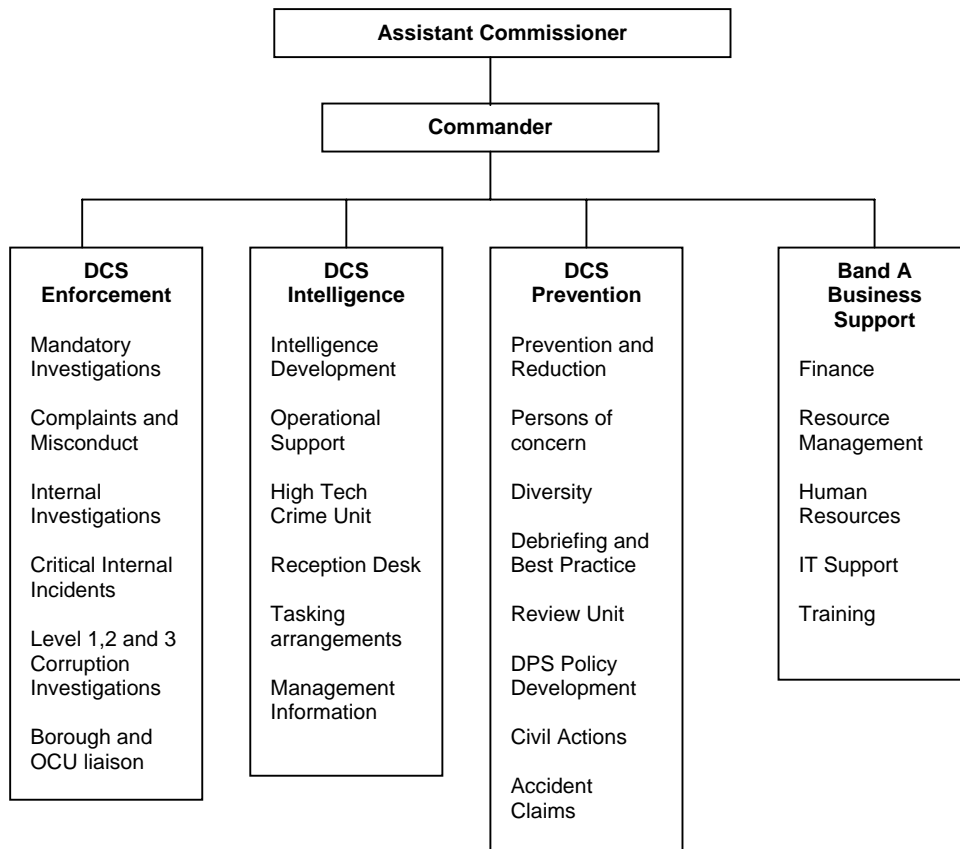 Assistant Commissioner
Commander
DCS
Enforcement
Mandatory
Investigations
Complaints and
Misconduct
Internal
Investigations
Critical Internal
Incidents
Level 1,2 and 3
Corruption
Investigations
Borough and
OCU liaison
DCS
Intelligence
Intelligence
Development
Operational
Support
High Tech
Crime Unit
Reception Desk
Tasking
arrangements
Management
Information
DCS
Prevention
Prevention and
Reduction
Persons of
concern
Diversity
Debriefing and
Best Practice
Review Unit
DPS Policy
Development
Civil Actions
Accident
Claims
Band A
Business
Support
Finance
Resource
Management
Human
Resources
IT Support
Training